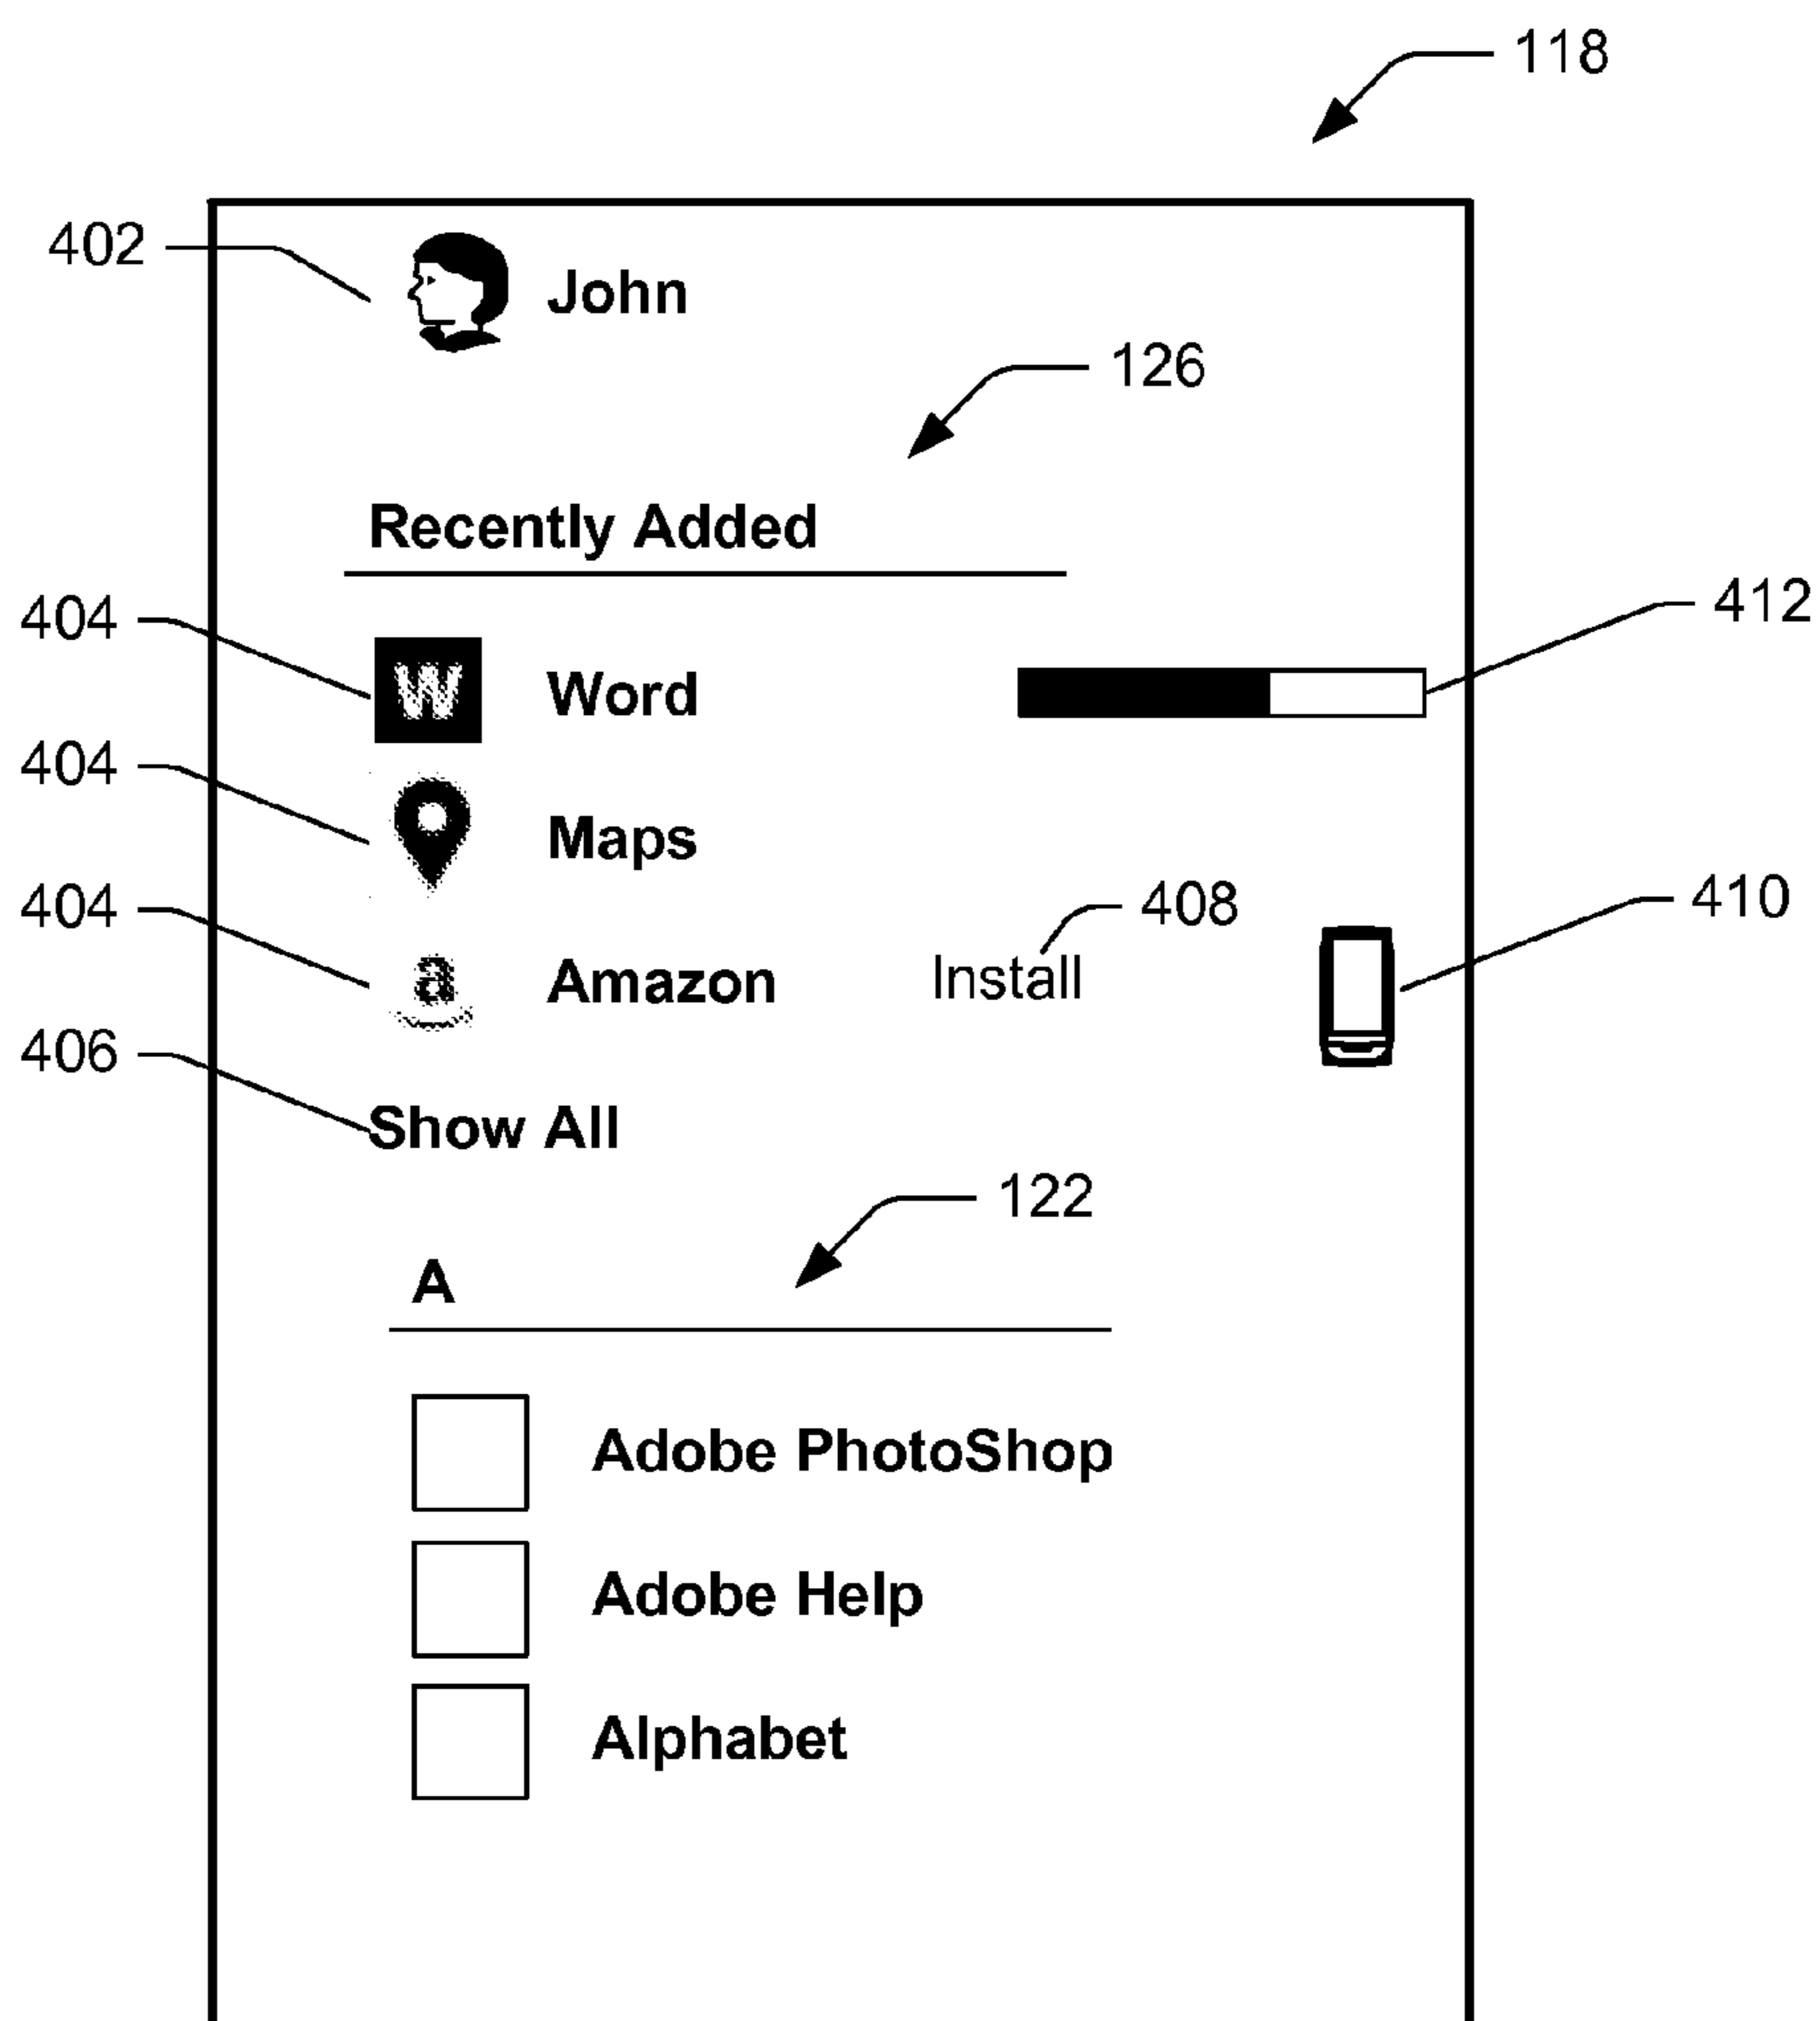 118
402
John
126
Recently Added
404
W
Word
412
404
Maps
404
a
Amazon
408
Install
410
406
Show All
122
A
Adobe PhotoShop
Adobe Help
Alphabet